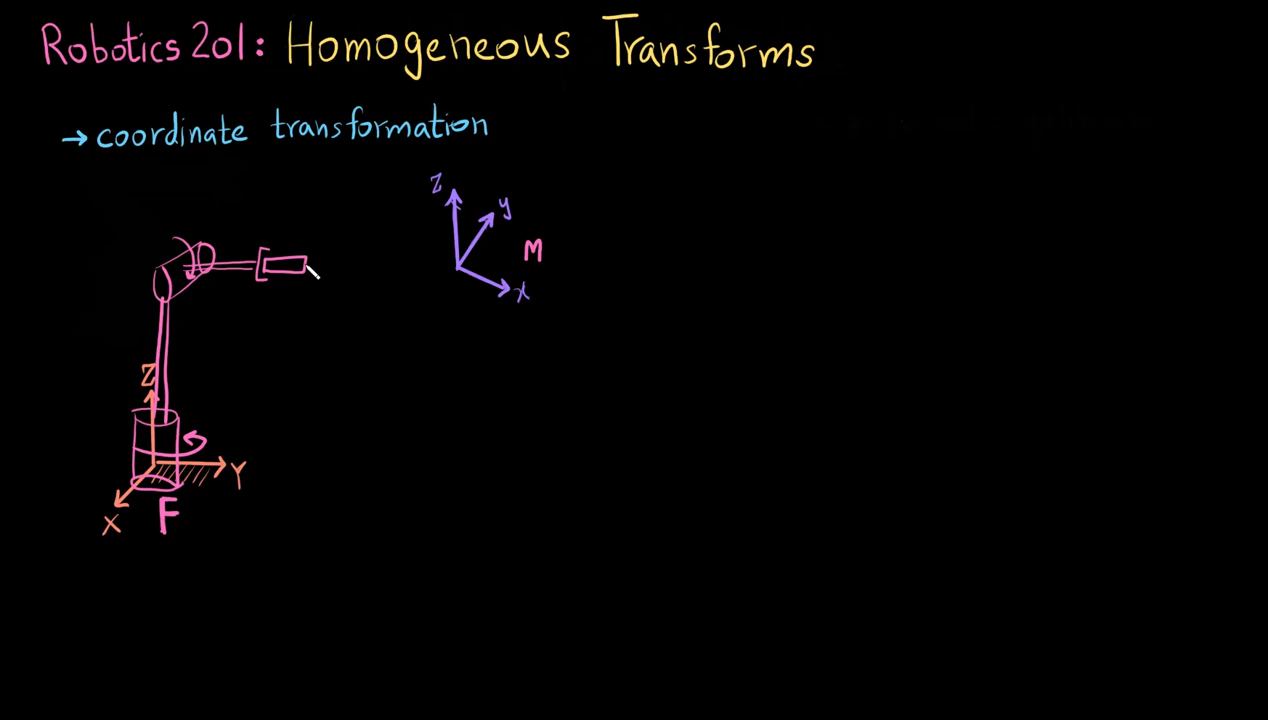 Robotics 201: Homogeneous Transforms
→ coordinate transformation
z
y
M
x
Z
Y
X
F